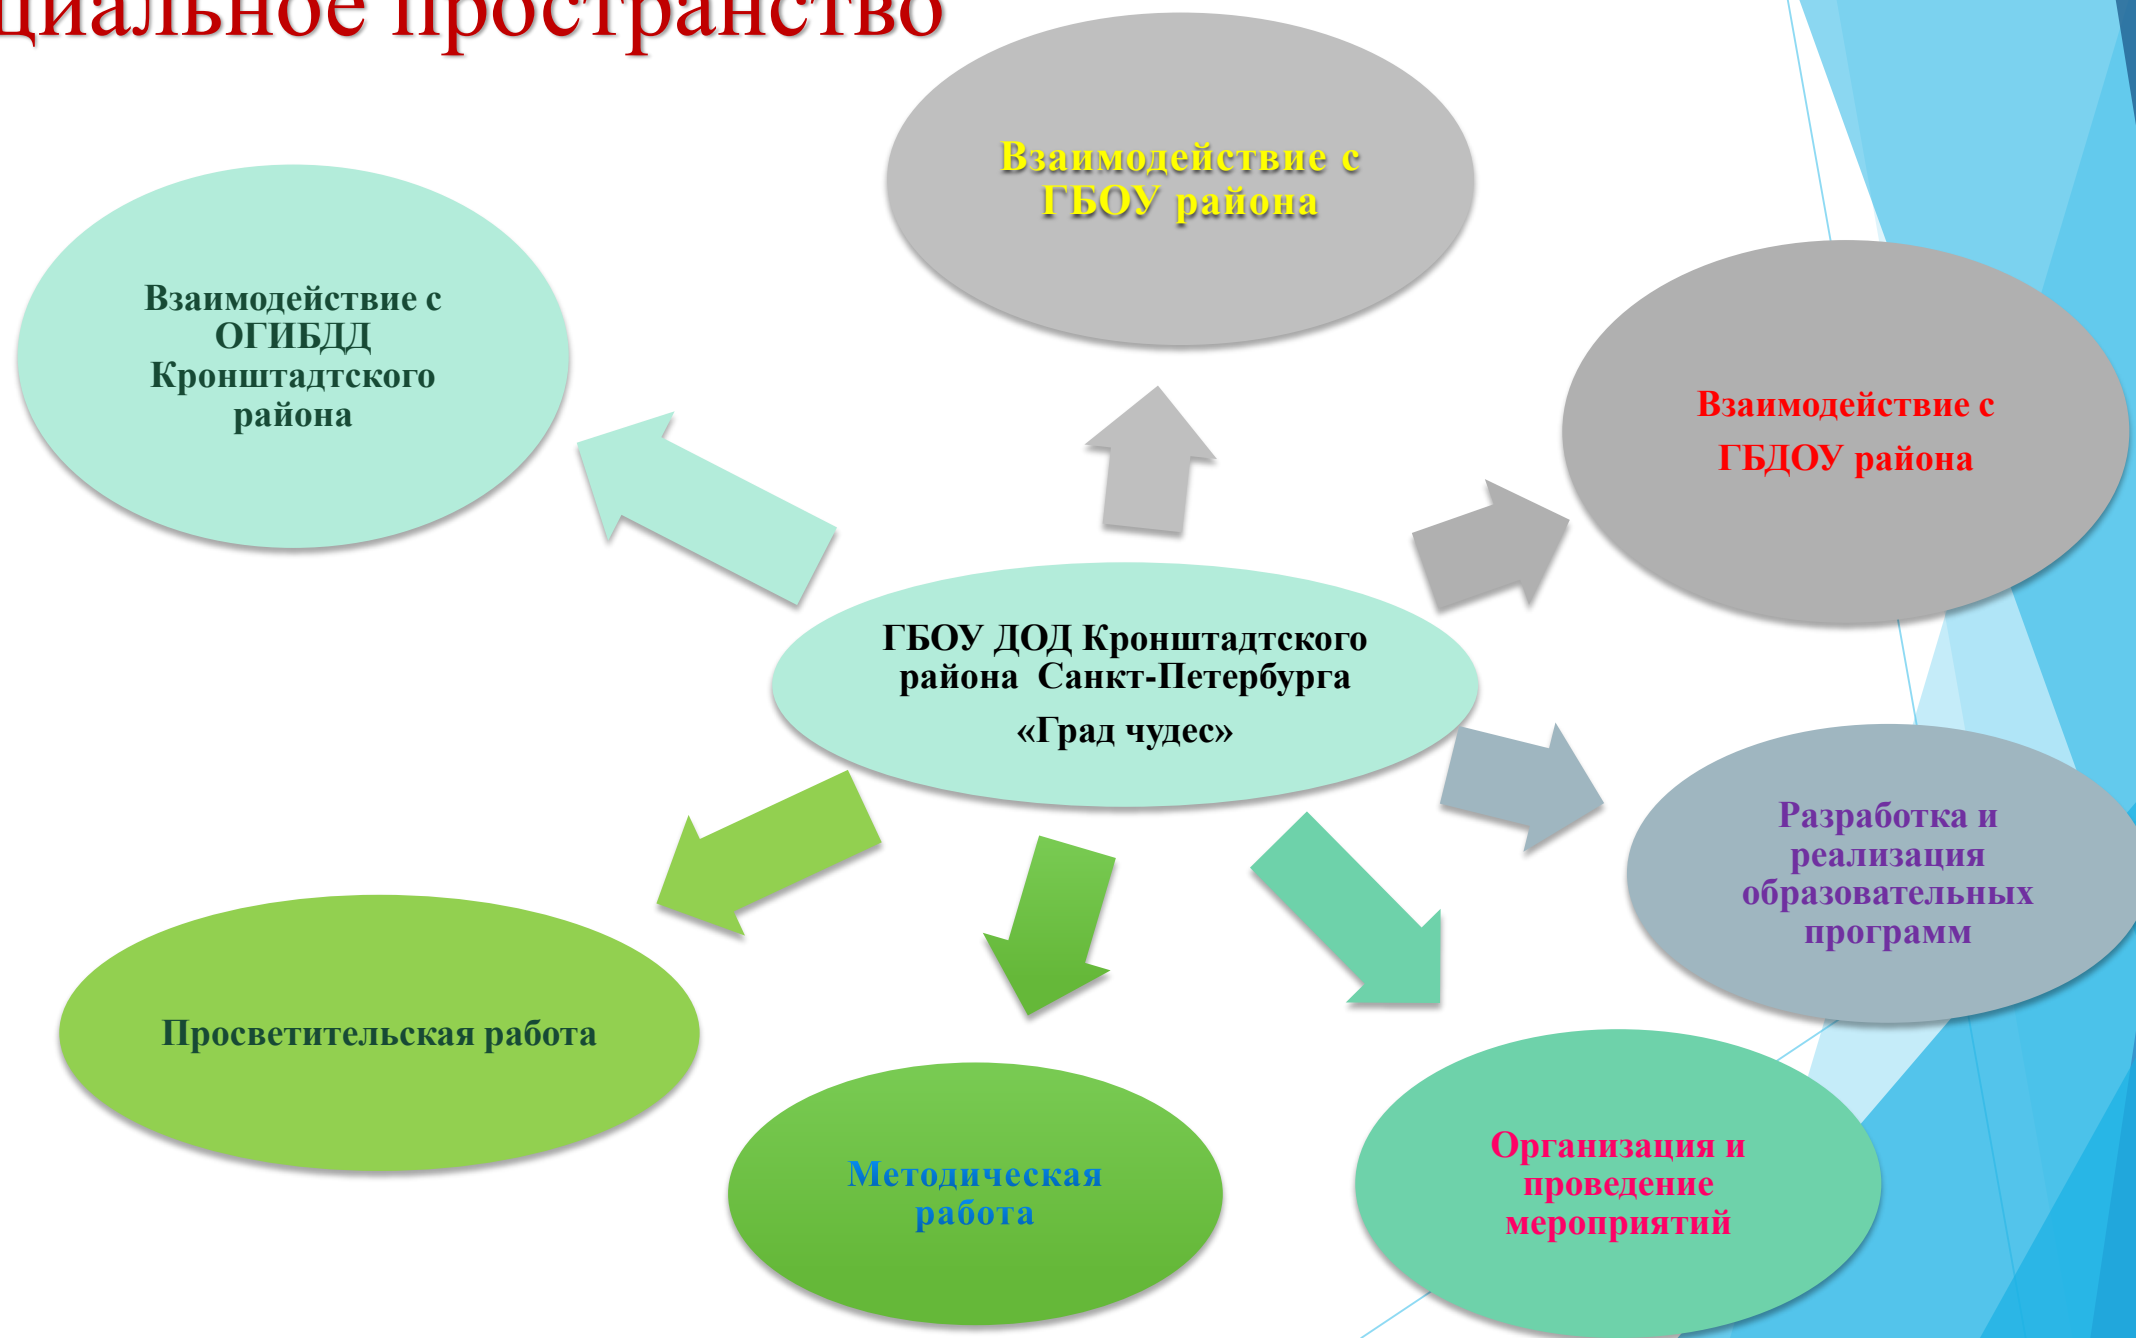 циальное пространство
Взаимодействие с
ГБОУ района
Взаимодействие с
ОГИБДД
Кронштадтского
района
Взаимодействие с
ГБДОУ района
ГБОУ ДОД Кронштадтского
района Санкт-Петербурга
«Град чудес»
Разработка и
реализация
образовательных
программ
Просветительская работа
Методическая
работа
Организация и
проведение
мероприятий